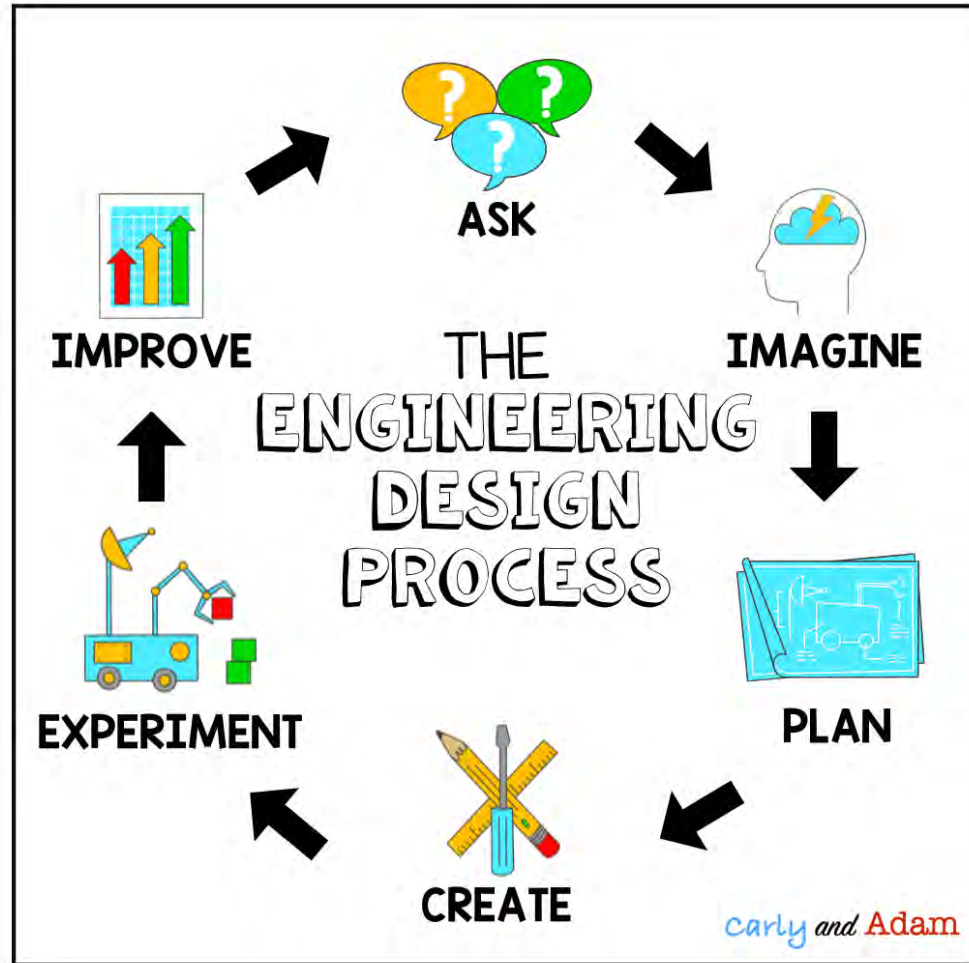 ASK
IMAGINE
PLAN
CREATE
EXPERIMENT
IMPROVE
THE
ENGINEERING
DESIGN
PROCESS
Carly and Adam